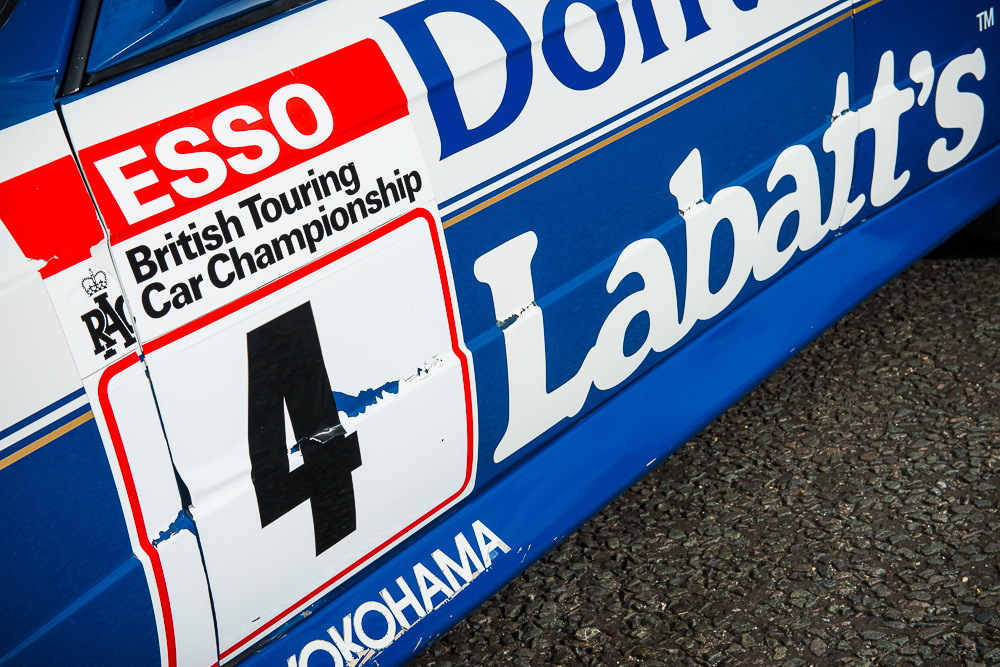 ESSO
British Touring
Car Championship
RAC
4
Labatt's
TM
YOKOHAMA